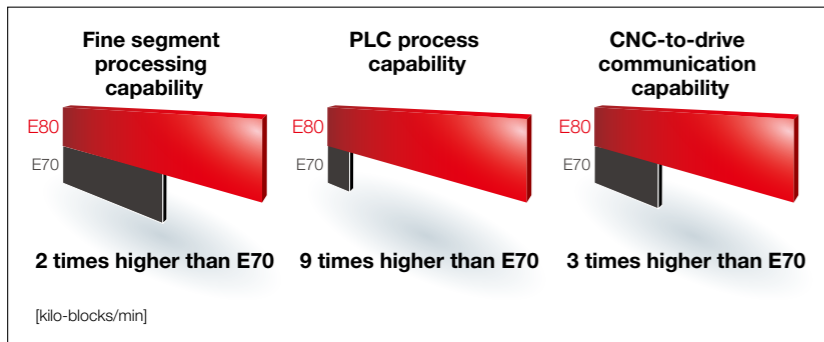 Fine segment
processing
capability
E80
E70
2 times higher than E70
PLC process
capability
E80
E70
9 times higher than E70
CNC-to-drive
communication
capability
E80
E70
3 times higher than E70
[kilo-blocks/min]